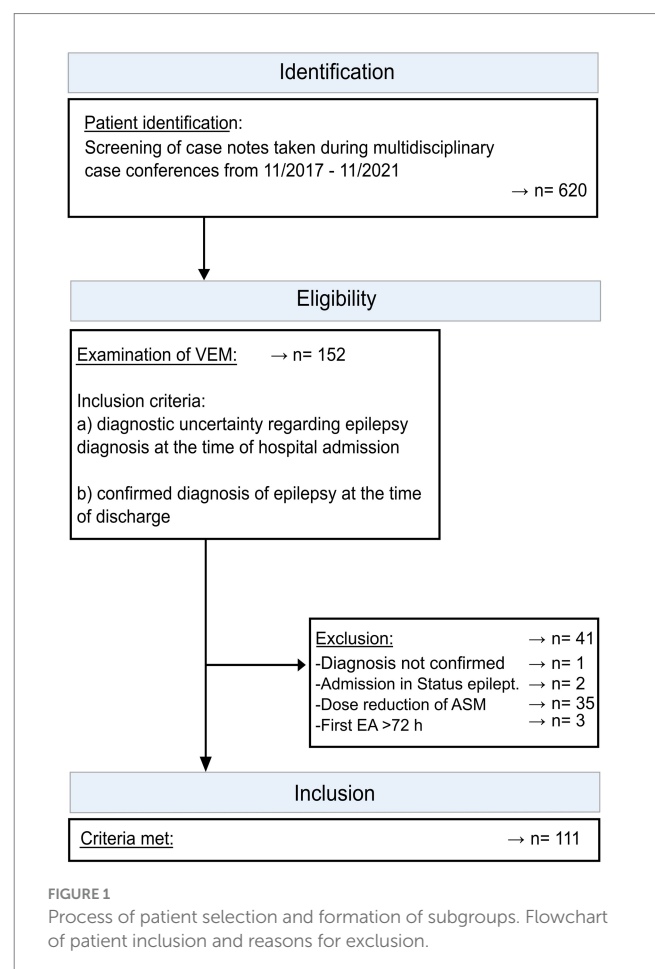 Identification
Patient identification:
Screening of case notes taken during multidisciplinary
case conferences from 11/2017 - 11/2021
→ n= 620
Eligibility
Examination of VEM: → n= 152
Inclusion criteria:
a) diagnostic uncertainty regarding epilepsy
diagnosis at the time of hospital admission
b) confirmed diagnosis of epilepsy at the time
of discharge
Exclusion: → n= 41
-Diagnosis not confirmed → n= 1
-Admission in Status epilept. → n= 2
-Dose reduction of ASM → n= 35
-First EA >72 h → n= 3
Inclusion
Criteria met: → n= 111
FIGURE 1
Process of patient selection and formation of subgroups. Flowchart
of patient inclusion and reasons for exclusion.